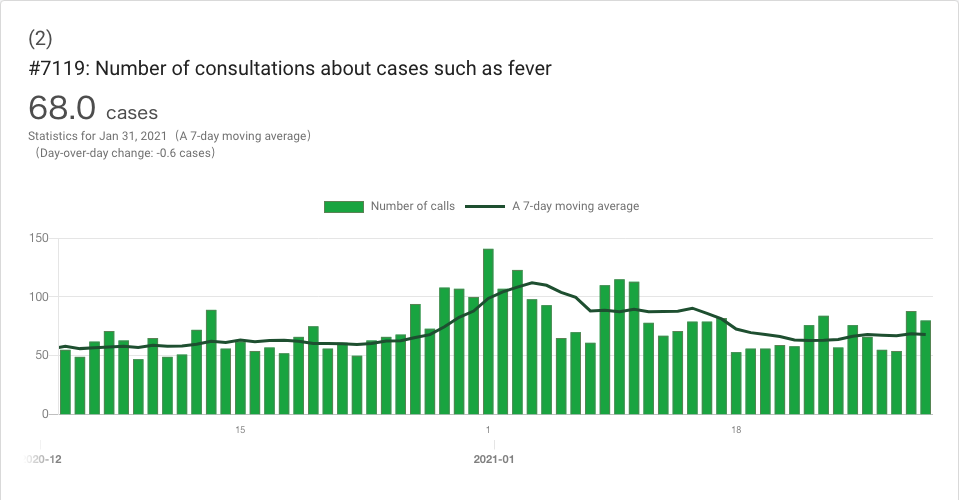 (2)
#7119: Number of consultations about cases such as fever
68.0 cases
Statistics for Jan 31, 2021 (A 7-day moving average)
(Day-over-day change: -0.6 cases)
Number of calls A 7-day moving average
150
100
50
0
15 1 18
2020-12 2021-01